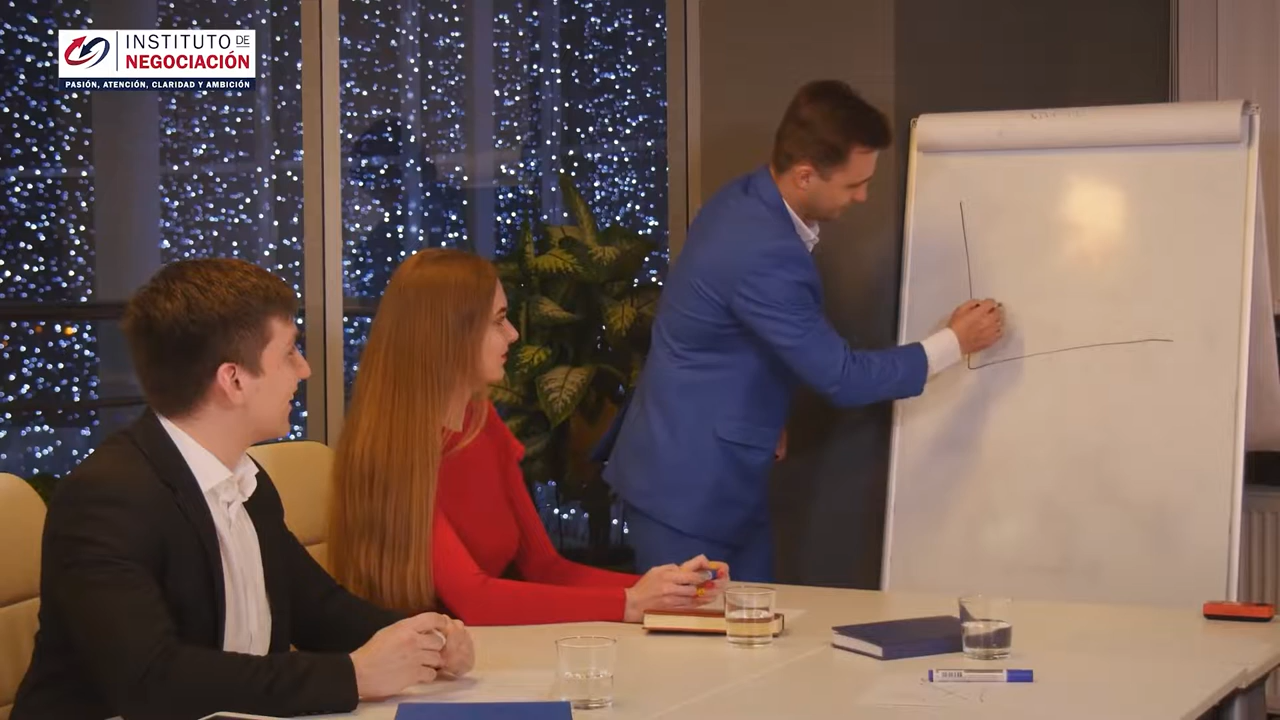 INSTITUTO DE
NEGOCIACIÓN
PASIÓN, ATENCIÓN, CLARIDAD Y AMBICIÓN